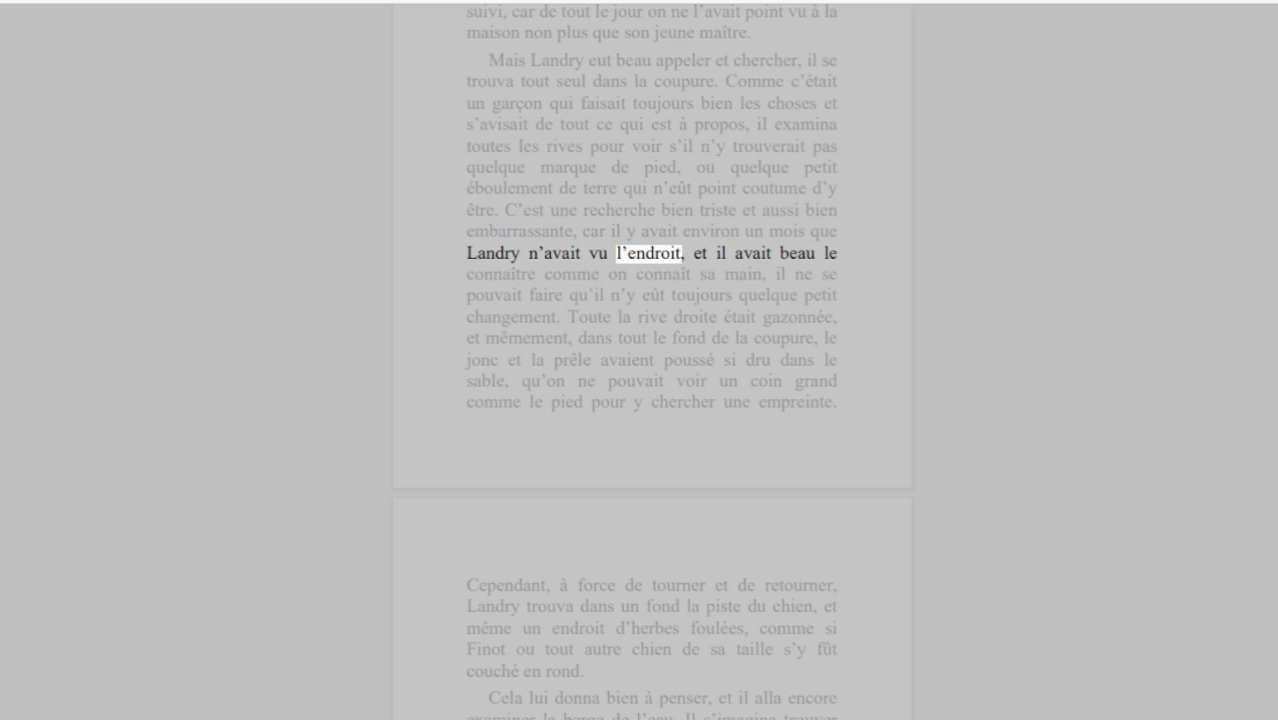 suivi, car de tout le jour on ne l’avait point vu à la
maison non plus que son jeune maître.
Mais Landry eut beau appeler et chercher, il se
trouva tout seul dans la coupure. Comme c’était
un garçon qui faisait toujours bien les choses et
s’avisait de tout ce qui est à propos, il examina
toutes les rives pour voir s’il n’y trouverait pas
quelque marque de pied, ou quelque petit
éboulement de terre qui n’eût point coutume d’y
être. C’est une recherche bien triste et aussi bien
embarrassante, car il y avait environ un mois que
Landry n’avait vu l’endroit, et il avait beau le
connaître comme on connaît sa main, il ne se
pouvait faire qu’il n’y eût toujours quelque petit
changement. Toute la rive droite était gazonnée,
et mêmement, dans tout le fond de la coupure, le
jonc et la prêle avaient poussé si dru dans le
sable, qu’on ne pouvait voir un coin grand
comme le pied pour y chercher une empreinte.
Cependant, à force de tourner et de retourner,
Landry trouva dans un fond la piste du chien, et
même un endroit d’herbes foulées, comme si
Finot ou tout autre chien de sa taille s’y fût
couché en rond.
Cela lui donna bien à penser, et il alla encore
examiner la berge de l’eau. Il s’imagina trouver